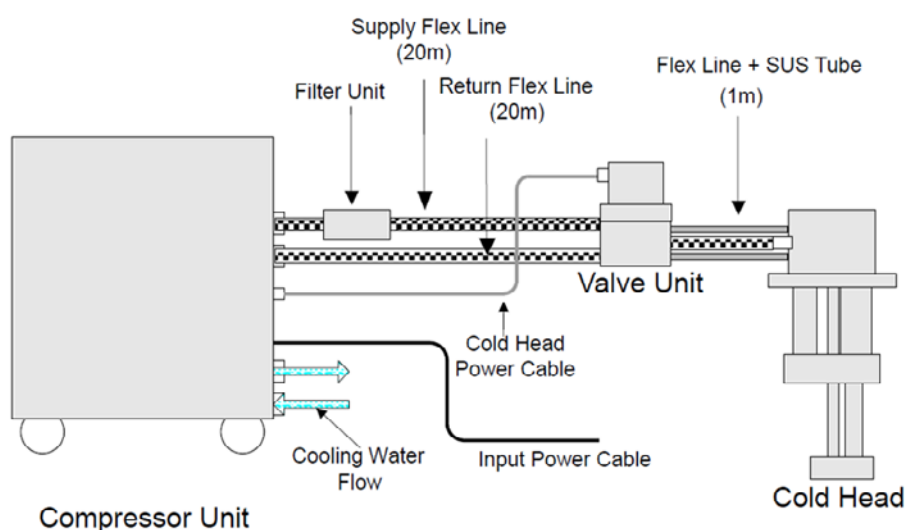 Supply Flex Line
(20m)
Flex Line + SUS Tube
(1m)
Filter Unit
Return Flex Line
(20m)
Valve Unit
Cold Head
Power Cable
Cooling Water
Flow
Input Power Cable
Cold Head
Compressor Unit